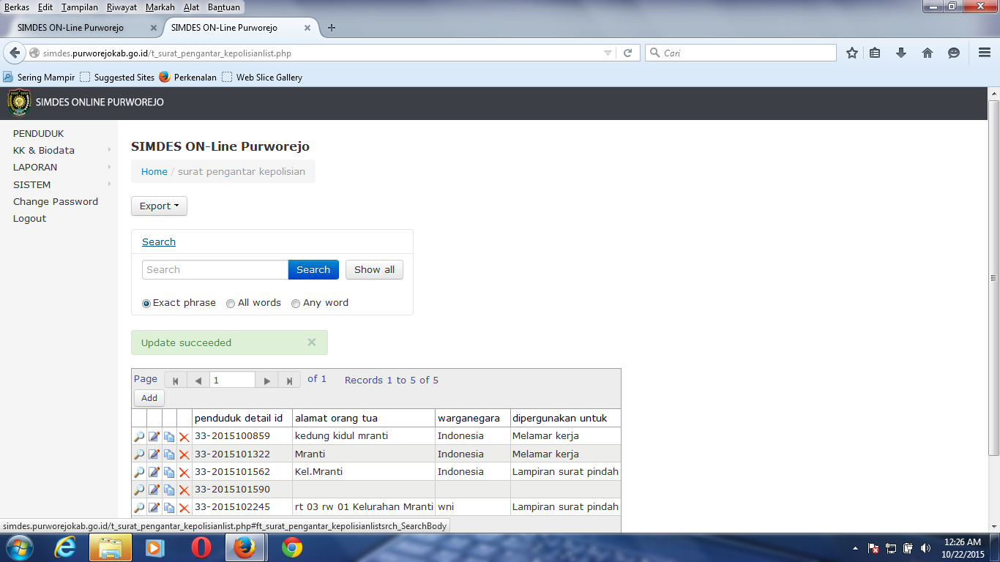 Berkas Edit Tampilan Riwayat Markah Alat Bantuan
SIMDES ON-Line Purworejo
SIMDES ON-Line Purworejo
simdes.purworejokab.go.id/t_surat_pengantar_kepolisianlist.php
Cari
Sering Mampir Suggested Sites Perkenalan Web Slice Gallery
SIMDES ONLINE PURWOREJO
PENDUDUK
KK & Biodata
LAPORAN
SISTEM
Change Password
Logout
SIMDES ON-Line Purworejo
Home / surat pengantar kepolisian
Export
Search
Search Search Show all
Exact phrase All words Any word
Update succeeded
Page 1 of 1 Records 1 to 5 of 5
Add
penduduk detail id alamat orang tua warganegara dipergunakan untuk
33-2015100859 kedung kidul mranti Indonesia Melamar kerja
33-2015101322 Mranti Indonesia Melamar kerja
33-2015101562 Kel.Mranti Indonesia Lampiran surat pindah
33-2015101590
33-2015102245 rt 03 rw 01 Kelurahan Mranti wni Lampiran surat pindah
simdes.purworejokab.go.id/t_surat_pengantar_kepolisianlist.php#ft_surat_pengantar_kepolisianlistsrch_SearchBody
12:26 AM
10/22/2015